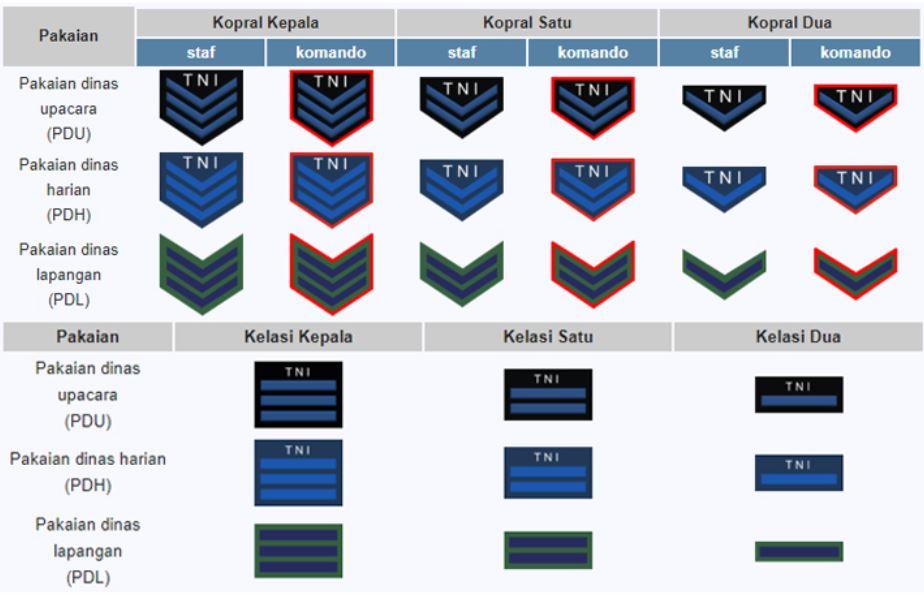 Pakaian
Kopral Kepala
Kopral Satu
Kopral Dua
staf
komando
staf
komando
staf
komando
Pakaian dinas
upacara
(PDU)
TNI
TNI
TNI
TNI
TNI
TNI
Pakaian dinas
harian
(PDH)
TNI
TNI
TNI
TNI
TNI
TNI
Pakaian dinas
lapangan
(PDL)
Pakaian
Kelasi Kepala
Kelasi Satu
Kelasi Dua
Pakaian dinas
upacara
(PDU)
TNI
TNI
TNI
Pakaian dinas harian
(PDH)
TNI
TNI
TNI
Pakaian dinas
lapangan
(PDL)